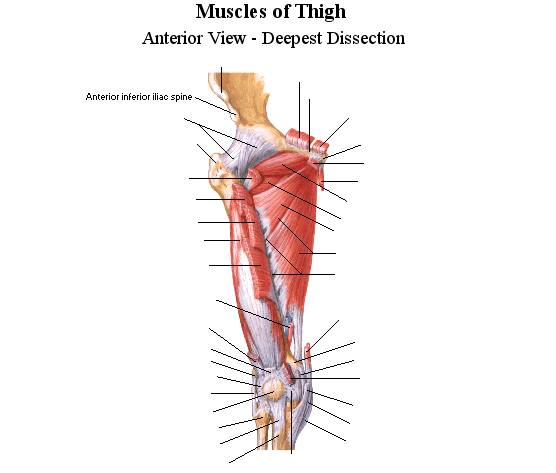 Muscles of Thigh
Anterior View - Deepest Dissection
Anterior inferior iliac spine